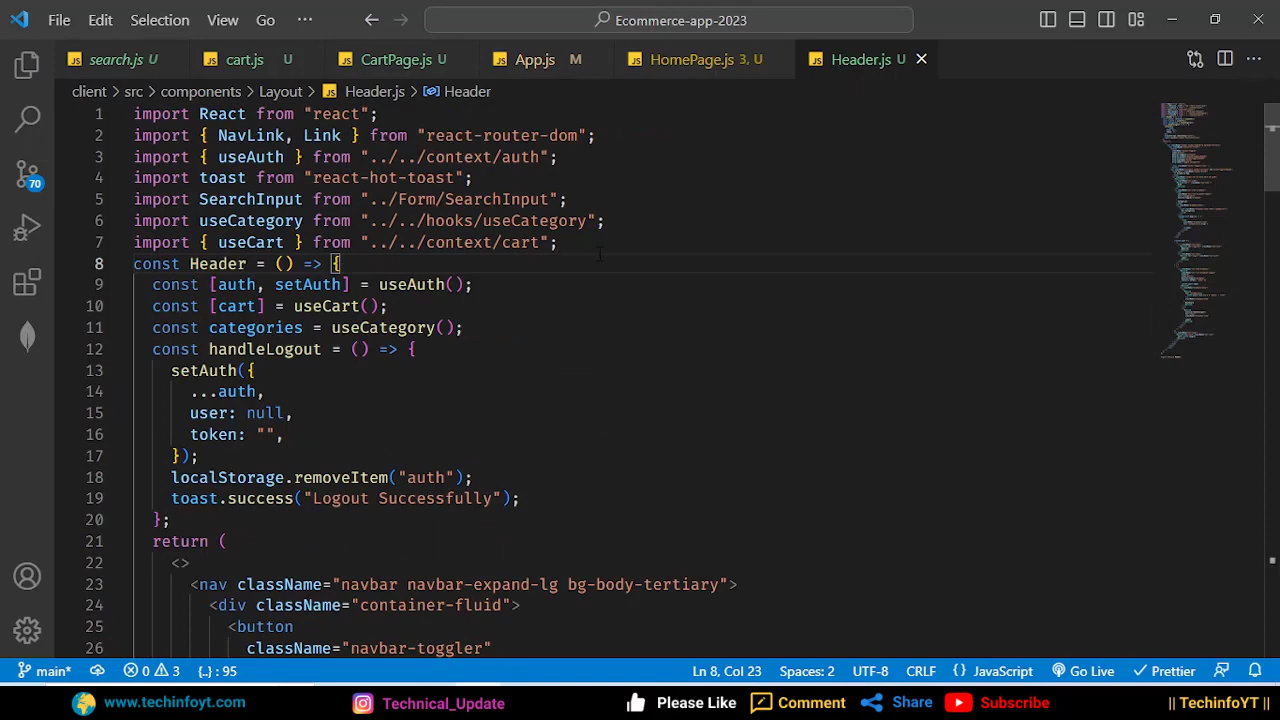 File Edit Selection View Go ··· Ecommerce-app-2023
search.js U cart.js U CartPage.js U App.js M HomePage.js 3, U Header.js U
client > src > components > Layout > Header.js > Header
1 import React from "react";
2 import { NavLink, Link } from "react-router-dom";
3 import { useAuth } from "../../context/auth";
4 import toast from "react-hot-toast";
5 import SearchInput from "../Form/SearchInput";
6 import useCategory from "../../hooks/useCategory";
7 import { useCart } from "../../context/cart";
8 const Header = () => {
9 const [auth, setAuth] = useAuth();
10 const [cart] = useCart();
11 const categories = useCategory();
12 const handleLogout = () => {
13 setAuth({
14 ...auth,
15 user: null,
16 token: "",
17 });
18 localStorage.removeItem("auth");
19 toast.success("Logout Successfully");
20 };
21 return (
22 <>
23 <nav className="navbar navbar-expand-lg bg-body-tertiary">
24 <div className="container-fluid">
25 <button
26 className="navbar-toggler"
70
main* 0 3 {..} : 95 Ln 8, Col 23 Spaces: 2 UTF-8 CRLF {} JavaScript Go Live Prettier
www.techinfoyt.com Technical_Update Please Like Comment Share Subscribe || TechinfoYT ||